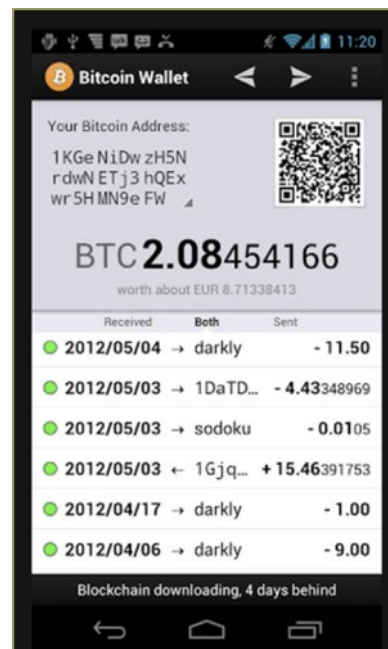 talk
11:20
Bitcoin Wallet
Your Bitcoin Address:
1KGe NiDw zH5N
rdwN ETj3 hQEx
wr5H MN9e FW
BTC 2.08454166
worth about EUR 8.71338413
Received Both Sent
2012/05/04 → darkly - 11.50
2012/05/03 → 1DaTD... - 4.43348969
2012/05/03 → sodoku - 0.0105
2012/05/03 ← 1Gjq... + 15.46391753
2012/04/17 → darkly - 1.00
2012/04/06 → darkly - 9.00
Blockchain downloading, 4 days behind